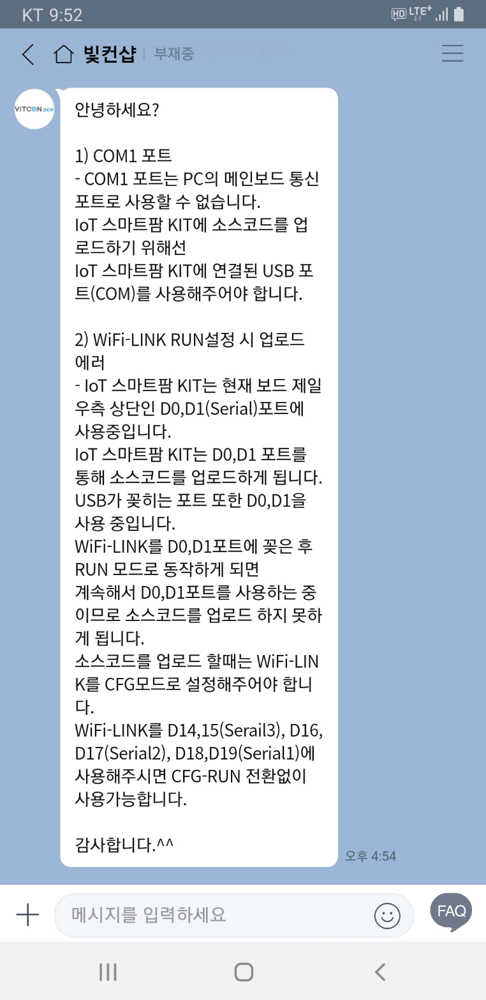 KT 9:52
HD LTE+
빛컨샵 | 부재중
VITCON SHOP
안녕하세요?
1) COM1 포트
- COM1 포트는 PC의 메인보드 통신
포트로 사용할 수 없습니다.
IoT 스마트팜 KIT에 소스코드를 업
로드하기 위해선
IoT 스마트팜 KIT에 연결된 USB 포
트(COM)를 사용해주어야 합니다.
2) WiFi-LINK RUN설정 시 업로드
에러
- IoT 스마트팜 KIT는 현재 보드 제일
우측 상단인 D0,D1(Serial)포트에
사용중입니다.
IoT 스마트팜 KIT는 D0,D1 포트를
통해 소스코드를 업로드하게 됩니다.
USB가 꽂히는 포트 또한 D0,D1을
사용 중입니다.
WiFi-LINK를 D0,D1포트에 꽂은 후
RUN 모드로 동작하게 되면
계속해서 D0,D1포트를 사용하는 중
이므로 소스코드를 업로드 하지 못하
게 됩니다.
소스코드를 업로드 할때는 WiFi-LIN
K를 CFG모드로 설정해주어야 합니
다.
WiFi-LINK를 D14,15(Serail3), D16,
D17(Serial2), D18,D19(Serial1)에
사용해주시면 CFG-RUN 전환없이
사용가능합니다.
감사합니다.^^
오후 4:54
메시지를 입력하세요
FAQ